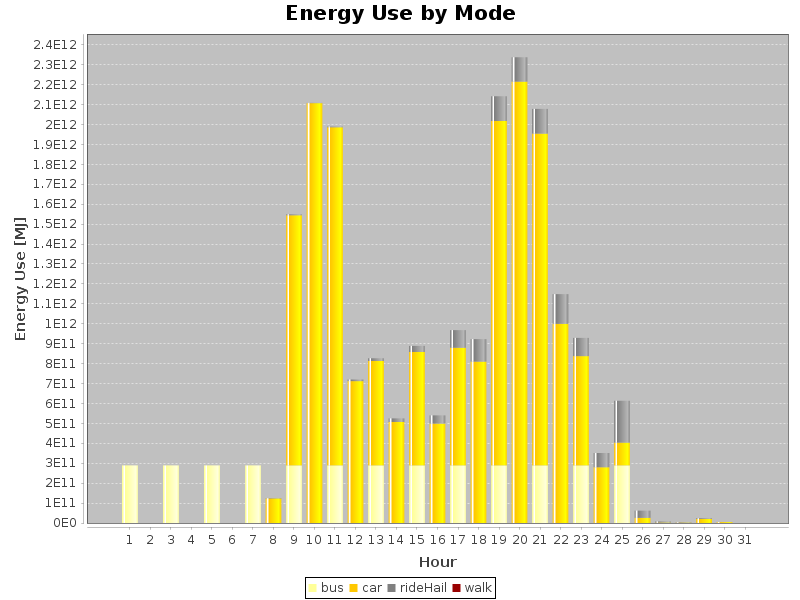 Energy Use by Mode
Energy Use [MJ]
2.4E12
2.3E12
2.2E12
2.1E12
2E12
1.9E12
1.8E12
1.7E12
1.6E12
1.5E12
1.4E12
1.3E12
1.2E12
1.1E12
1E12
9E11
8E11
7E11
6E11
5E11
4E11
3E11
2E11
1E11
0E0
1 2 3 4 5 6 7 8 9 10 11 12 13 14 15 16 17 18 19 20 21 22 23 24 25 26 27 28 29 30 31
Hour
bus car rideHail walk